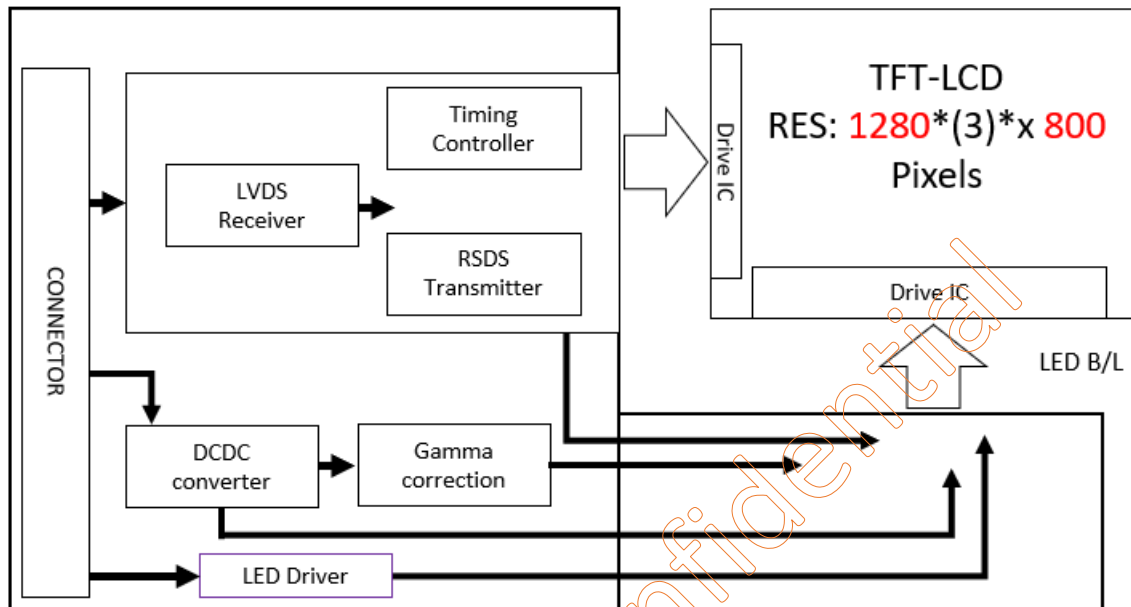 CONNECTOR
Timing
Controller
LVDS
Receiver
RSDS
Transmitter
DCDC
converter
Gamma
correction
LED Driver
Drive IC
TFT-LCD
RES: 1280*(3)*x 800
Pixels
Drive IC
LED B/L
nfidential